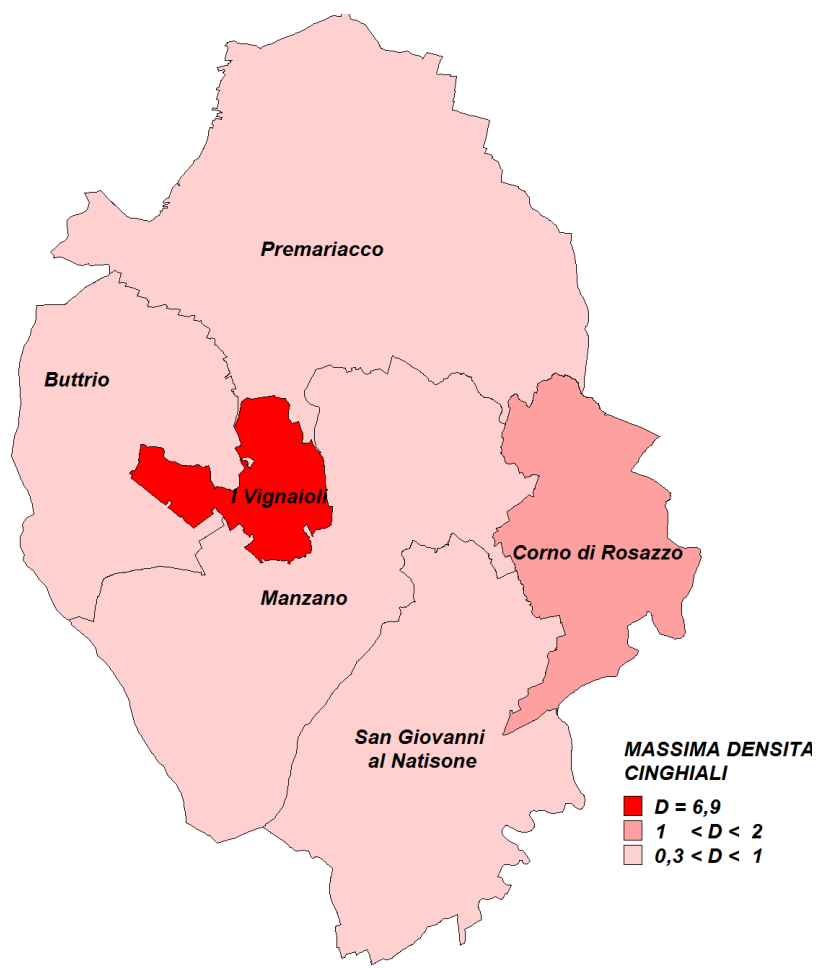 Premariacco
Buttrio
I Vignaioli
Corno di Rosazzo
Manzano
San Giovanni
al Natisone
MASSIMA DENSITA
CINGHIALI
D = 6,9
1 < D < 2
0,3 < D < 1